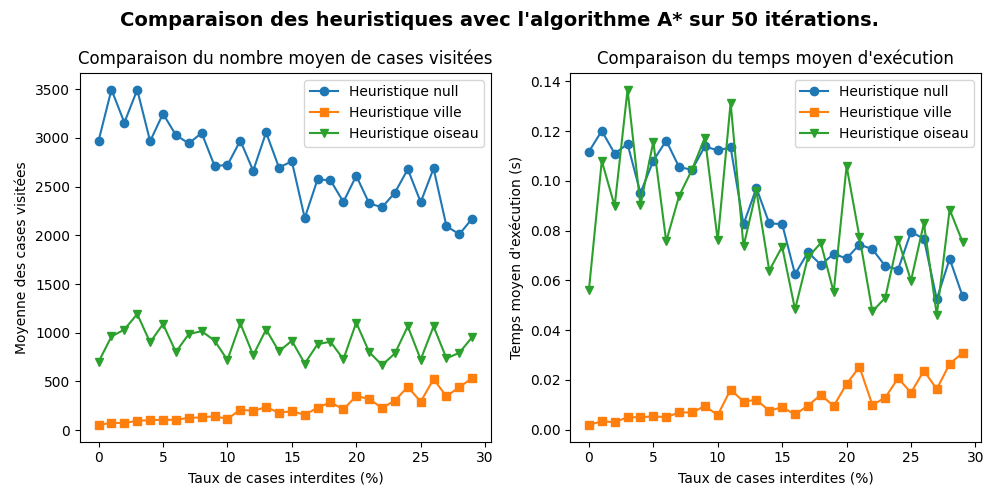 Comparaison des heuristiques avec l'algorithme A* sur 50 itérations.
Comparaison du nombre moyen de cases visitées
Moyenne des cases visitées
3500
3000
2500
2000
1500
1000
500
0
Heuristique null
Heuristique ville
Heuristique oiseau
0 5 10 15 20 25 30
Taux de cases interdites (%)
Comparaison du temps moyen d'exécution
Temps moyen d'exécution (s)
0.14
0.12
0.10
0.08
0.06
0.04
0.02
0.00
Heuristique null
Heuristique ville
Heuristique oiseau
0 5 10 15 20 25 30
Taux de cases interdites (%)